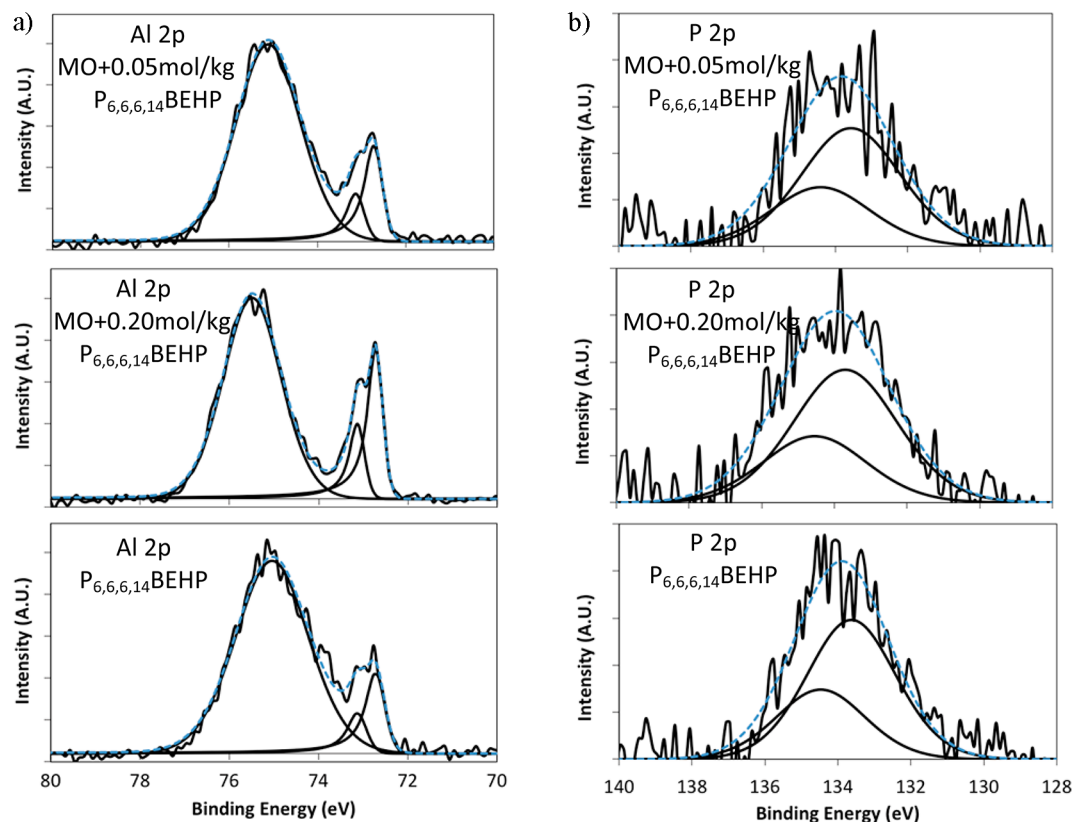 a)
Al 2p
MO+0.05mol/kg
P6,6,6,14BEHP
Intensity (A.U.)
Al 2p
MO+0.20mol/kg
P6,6,6,14BEHP
Intensity (A.U.)
Al 2p
P6,6,6,14BEHP
Intensity (A.U.)
80 78 76 74 72 70
Binding Energy (eV)
b)
P 2p
MO+0.05mol/kg
P6,6,6,14BEHP
Intensity (A.U.)
P 2p
MO+0.20mol/kg
P6,6,6,14BEHP
Intensity (A.U.)
P 2p
P6,6,6,14BEHP
Intensity (A.U.)
140 138 136 134 132 130 128
Binding Energy (eV)